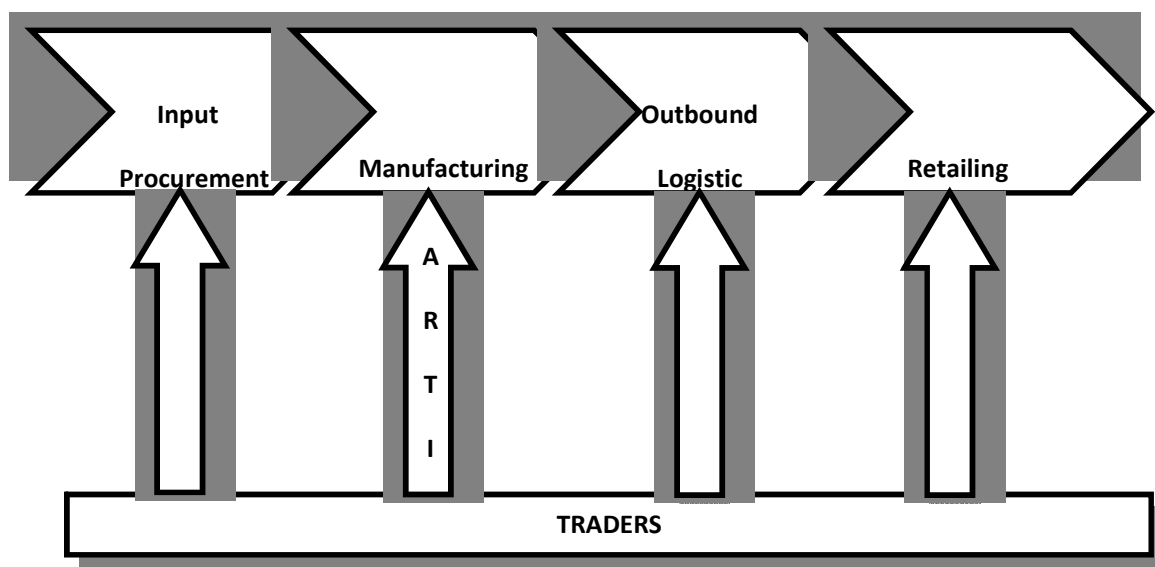 Input
Procurement
Manufacturing
Outbound
Logistic
Retailing
A
R
T
I
TRADERS